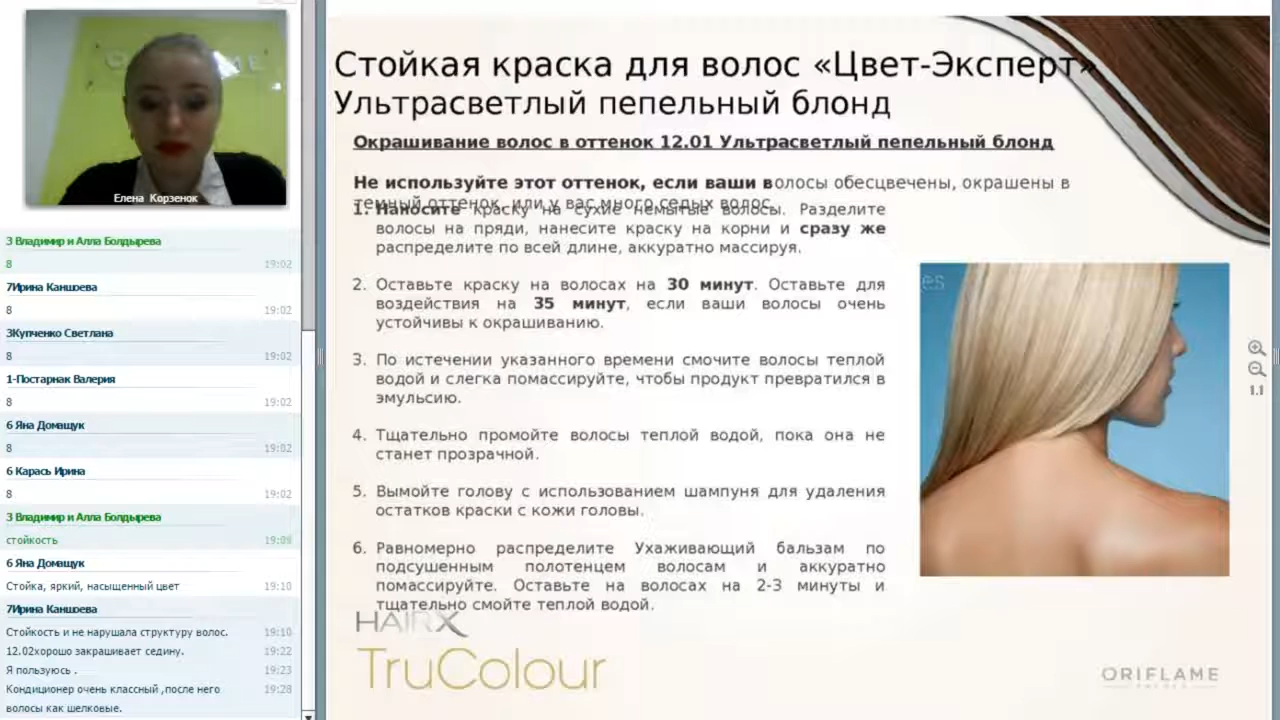 Елена Корзенок
3 Владимир и Алла Болдырева
8 19:02
7Ирина Каншоева
8 19:02
3Купченко Светлана
8 19:02
1-Постарнак Валерия
8 19:02
6 Яна Домащук
8 19:02
6 Карась Ирина
8 19:02
3 Владимир и Алла Болдырева
стойкость 19:09
6 Яна Домащук
Стойка, яркий, насыщенный цвет 19:10
7Ирина Каншоева
Стойкость и не нарушала структуру волос. 19:10
12.02хорошо закрашивает седину. 19:22
Я пользуюсь . 19:23
Кондиционер очень классный ,после него 19:28
волосы как шелковые.
Стойкая краска для волос «Цвет-Эксперт»
Ультрасветлый пепельный блонд
Окрашивание волос в оттенок 12.01 Ультрасветлый пепельный блонд
Не используйте этот оттенок, если ваши волосы обесцвечены, окрашены в
темный оттенок, или у вас много седых волос.
1. Наносите краску на сухие немытые волосы. Разделите
волосы на пряди, нанесите краску на корни и сразу же
распределите по всей длине, аккуратно массируя.
2. Оставьте краску на волосах на 30 минут. Оставьте для
воздействия на 35 минут, если ваши волосы очень
устойчивы к окрашиванию.
3. По истечении указанного времени смочите волосы теплой
водой и слегка помассируйте, чтобы продукт превратился в
эмульсию.
4. Тщательно промойте волосы теплой водой, пока она не
станет прозрачной.
5. Вымойте голову с использованием шампуня для удаления
остатков краски с кожи головы.
6. Равномерно распределите Ухаживающий бальзам по
подсушенным полотенцем волосам и аккуратно
помассируйте. Оставьте на волосах на 2-3 минуты и
тщательно смойте теплой водой.
HAIRX
TruColour
ORIFLAME
es
1.1